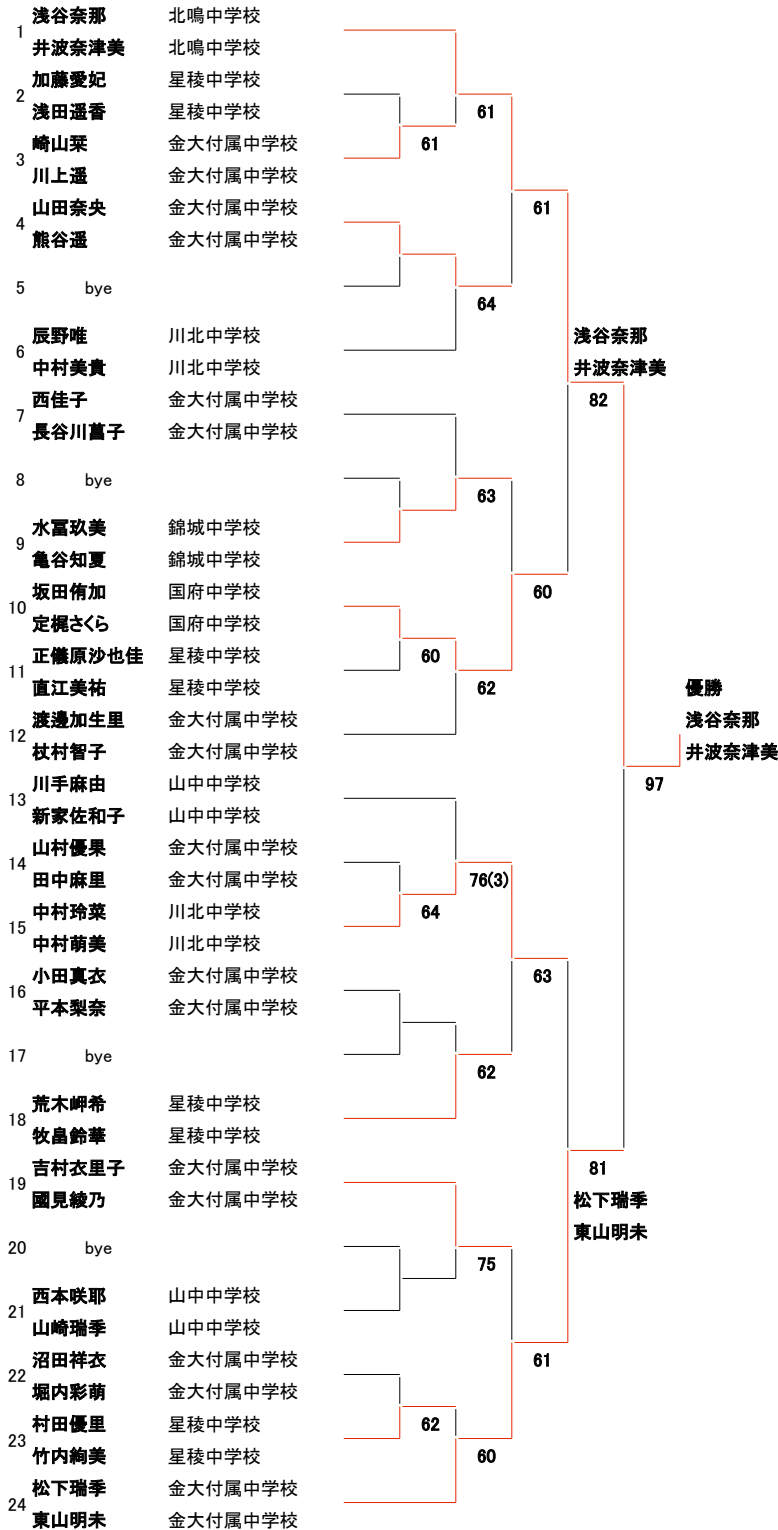 1 浅谷奈那 北鳴中学校
井波奈津美 北鳴中学校
2 加藤愛妃 星稜中学校
浅田遥香 星稜中学校
61
3 崎山栞 金大付属中学校
61
川上遥 金大付属中学校
4 山田奈央 金大付属中学校
61
熊谷遥 金大付属中学校
5 bye
64
6 辰野唯 川北中学校
浅谷奈那
中村美貴 川北中学校
井波奈津美
7 西佳子 金大付属中学校
82
長谷川菖子 金大付属中学校
8 bye
63
9 水冨玖美 錦城中学校
亀谷知夏 錦城中学校
10 坂田侑加 国府中学校
60
定梶さくら 国府中学校
11 正儀原沙也佳 星稜中学校
60
直江美祐 星稜中学校
62
優勝
12 渡邊加生里 金大付属中学校
浅谷奈那
杖村智子 金大付属中学校
井波奈津美
13 川手麻由 山中中学校
97
新家佐和子 山中中学校
14 山村優果 金大付属中学校
田中麻里 金大付属中学校
76(3)
15 中村玲菜 川北中学校
64
中村萌美 川北中学校
16 小田真衣 金大付属中学校
63
平本梨奈 金大付属中学校
17 bye
62
18 荒木岬希 星稜中学校
牧畠鈴華 星稜中学校
19 吉村衣里子 金大付属中学校
81
國見綾乃 金大付属中学校
松下瑞季
東山明未
20 bye
75
21 西本咲耶 山中中学校
山崎瑞季 山中中学校
22 沼田祥衣 金大付属中学校
61
堀内彩萌 金大付属中学校
23 村田優里 星稜中学校
62
竹内絢美 星稜中学校
60
24 松下瑞季 金大付属中学校
東山明未 金大付属中学校